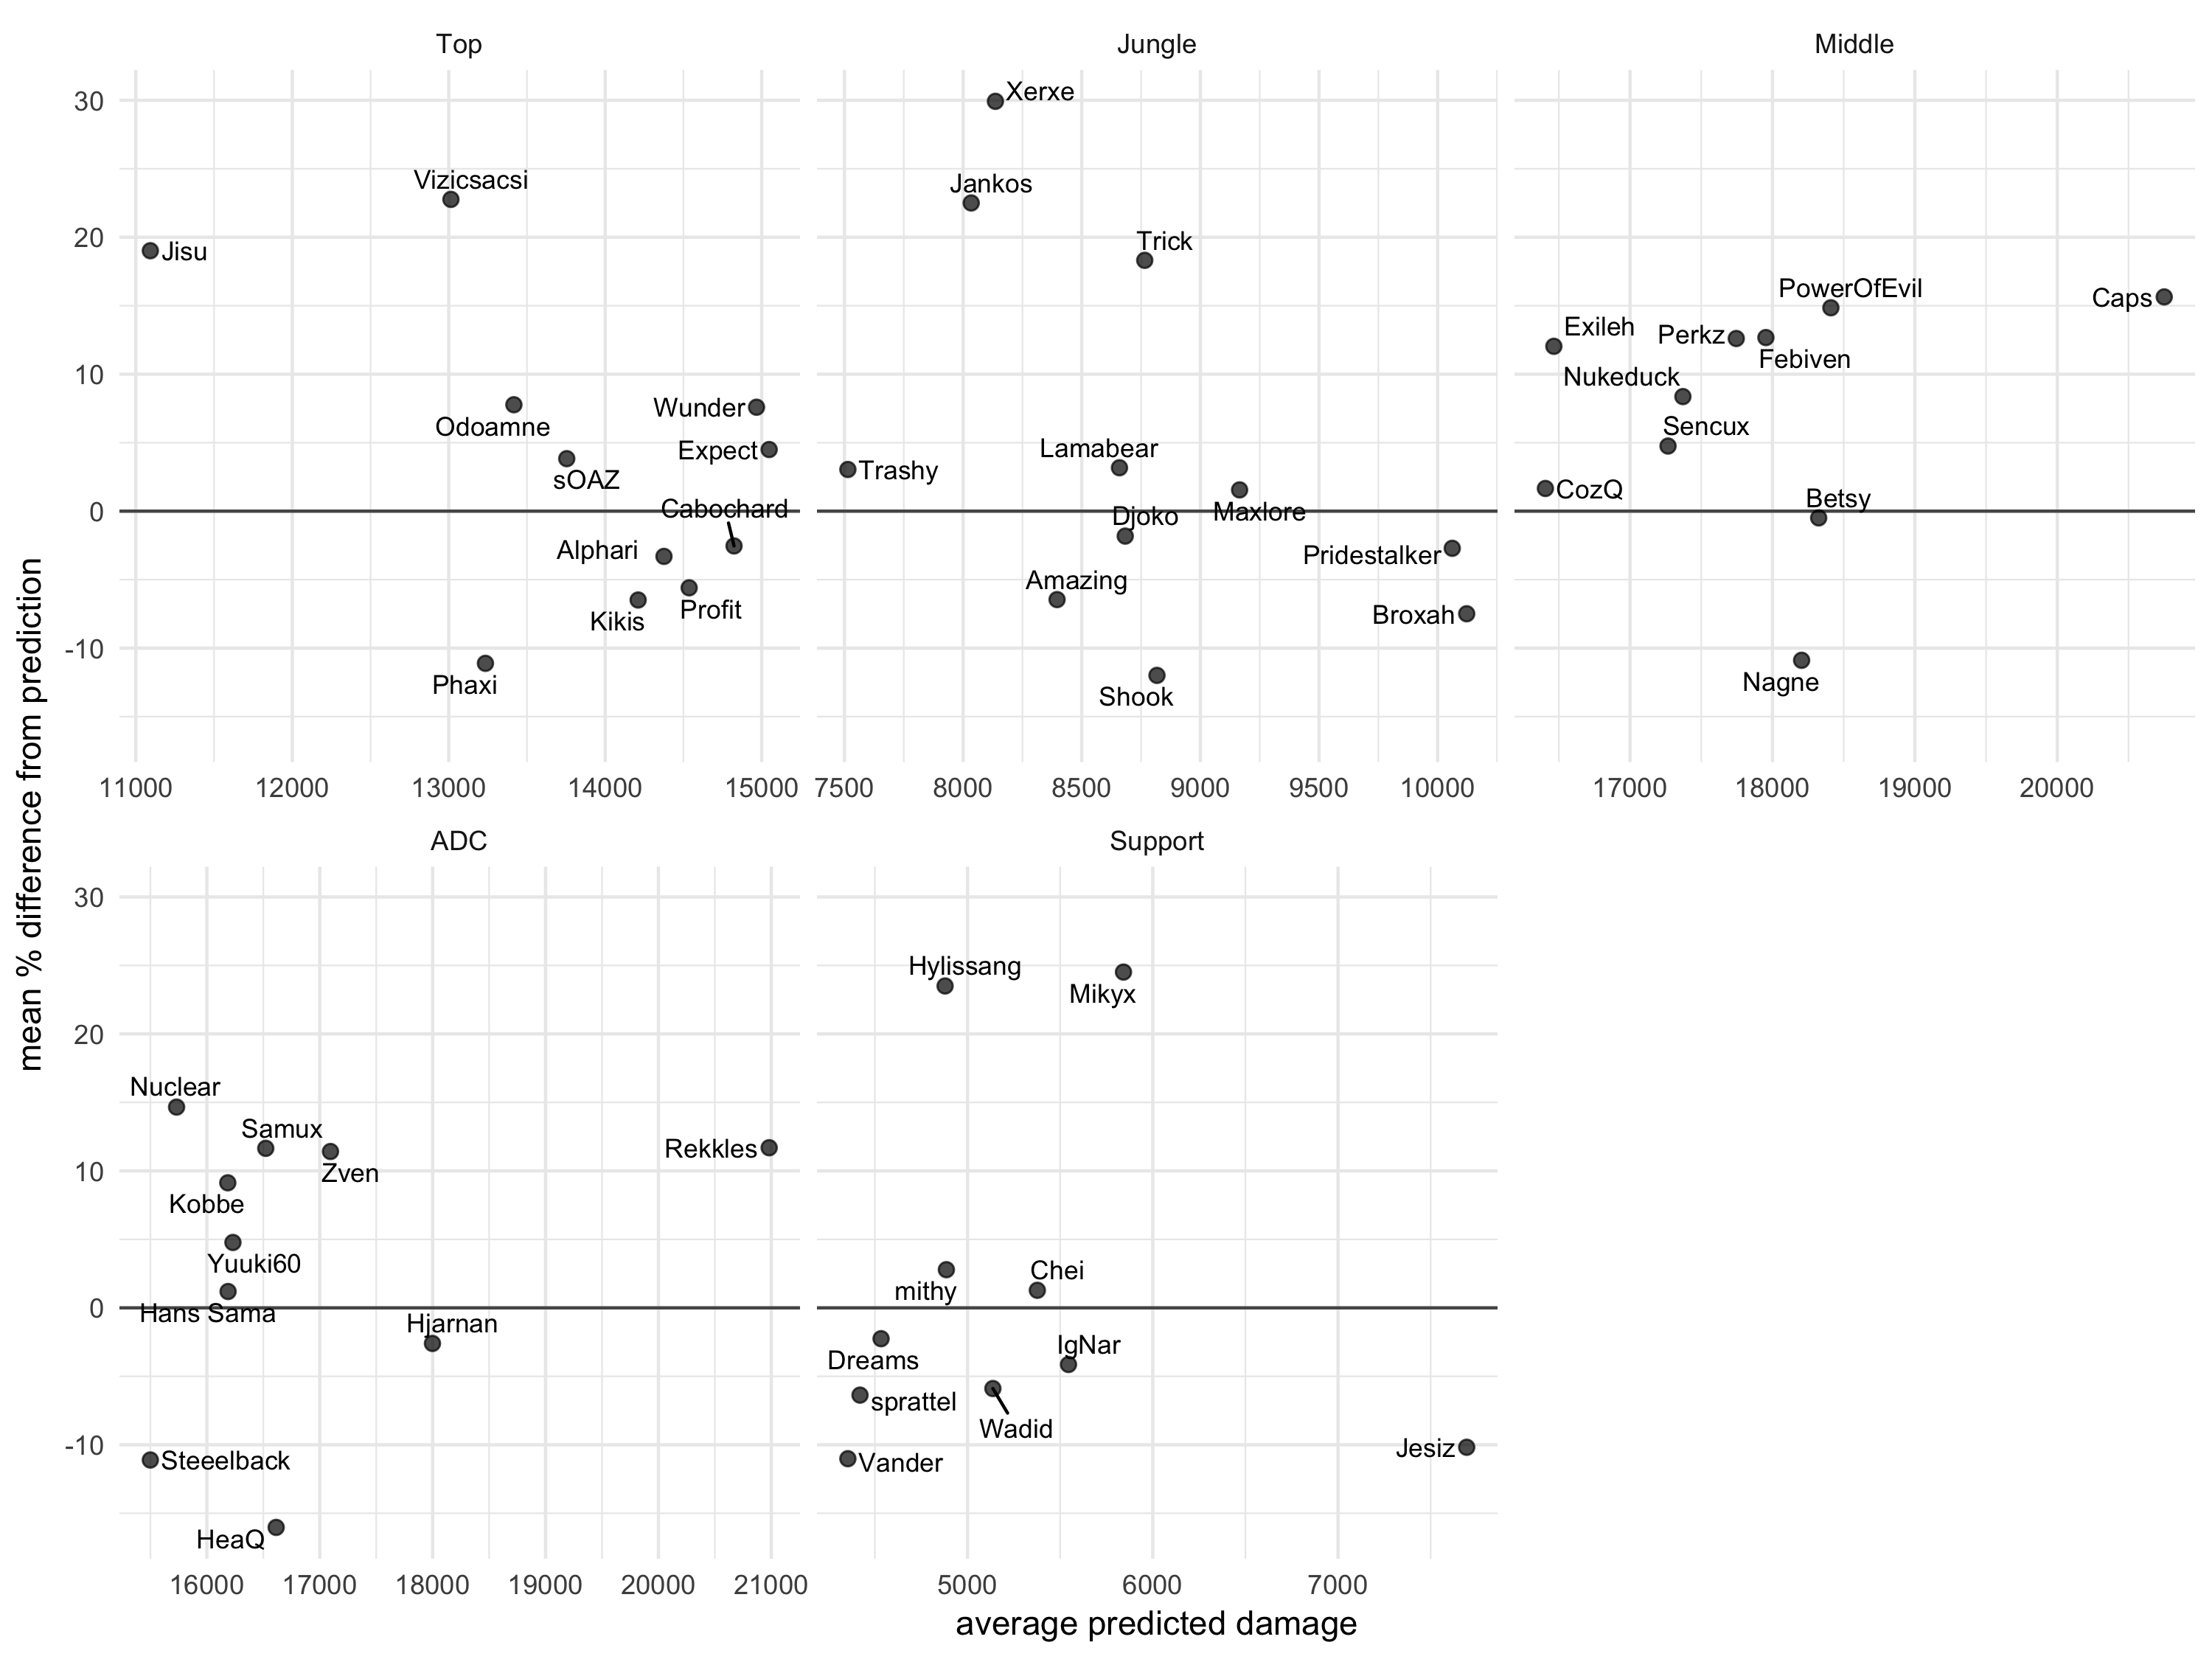 Top
Jungle
Middle
mean % difference from prediction
30
20
10
0
-10
Vizicsacsi
Jisu
Odoamne
Wunder
Expect
sOAZ
Cabochard
Alphari
Profit
Kikis
Phaxi
11000 12000 13000 14000 15000
Xerxe
Jankos
Trick
Lamabear
Trashy
Maxlore
Djoko
Pridestalker
Amazing
Broxah
Shook
7500 8000 8500 9000 9500 10000
PowerOfEvil
Caps
Exileh
Perkz
Febiven
Nukeduck
Sencux
CozQ
Betsy
Nagne
17000 18000 19000 20000
ADC
Support
30
20
10
0
-10
Nuclear
Samux
Rekkles
Zven
Kobbe
Yuuki60
Hans Sama
Hjarnan
Steeelback
HeaQ
16000 17000 18000 19000 20000 21000
Hylissang
Mikyx
Chei
mithy
IgNar
Dreams
sprattel
Wadid
Jesiz
Vander
5000 6000 7000
average predicted damage